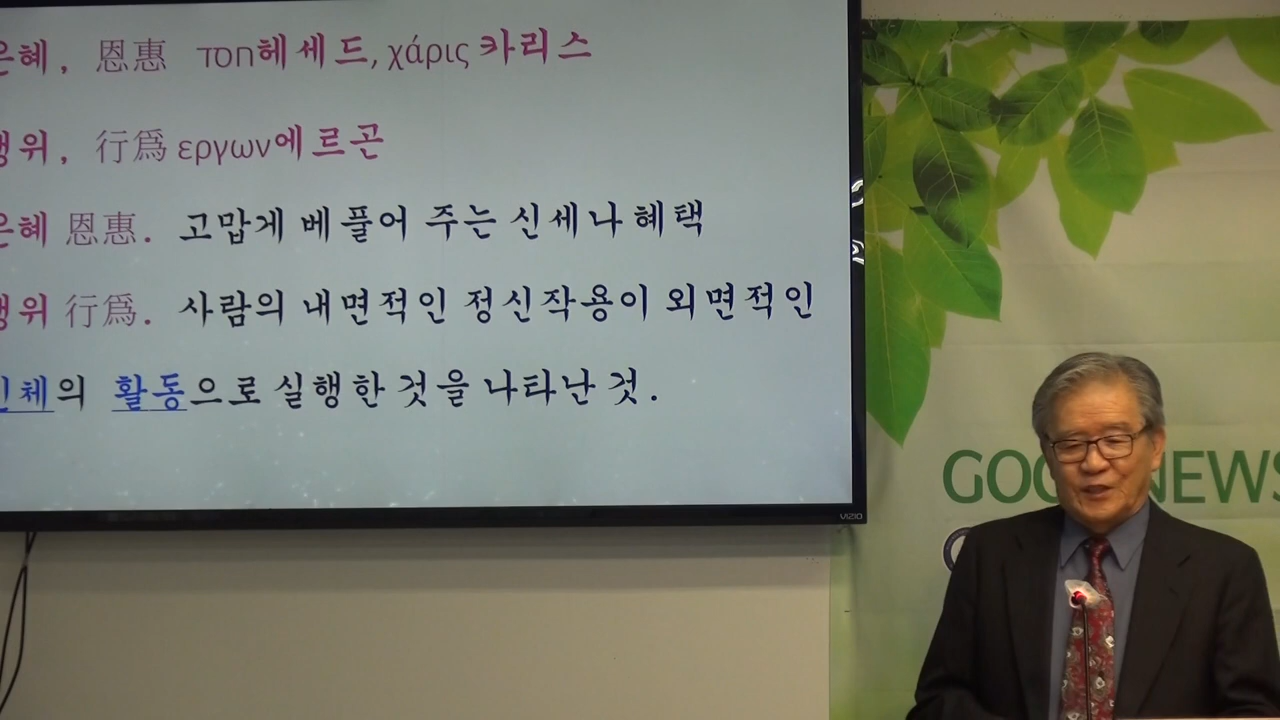 은혜, 恩惠 τοπ헤세드, χάρις 카리스
행위, 行爲 εργων에르곤
은혜 恩惠. 고맙게 베풀어 주는 신세나 혜택
행위 行爲. 사람의 내면적인 정신작용이 외면적인
인체의 활동으로 실행한 것을 나타난 것.
VIZIO
NEWS